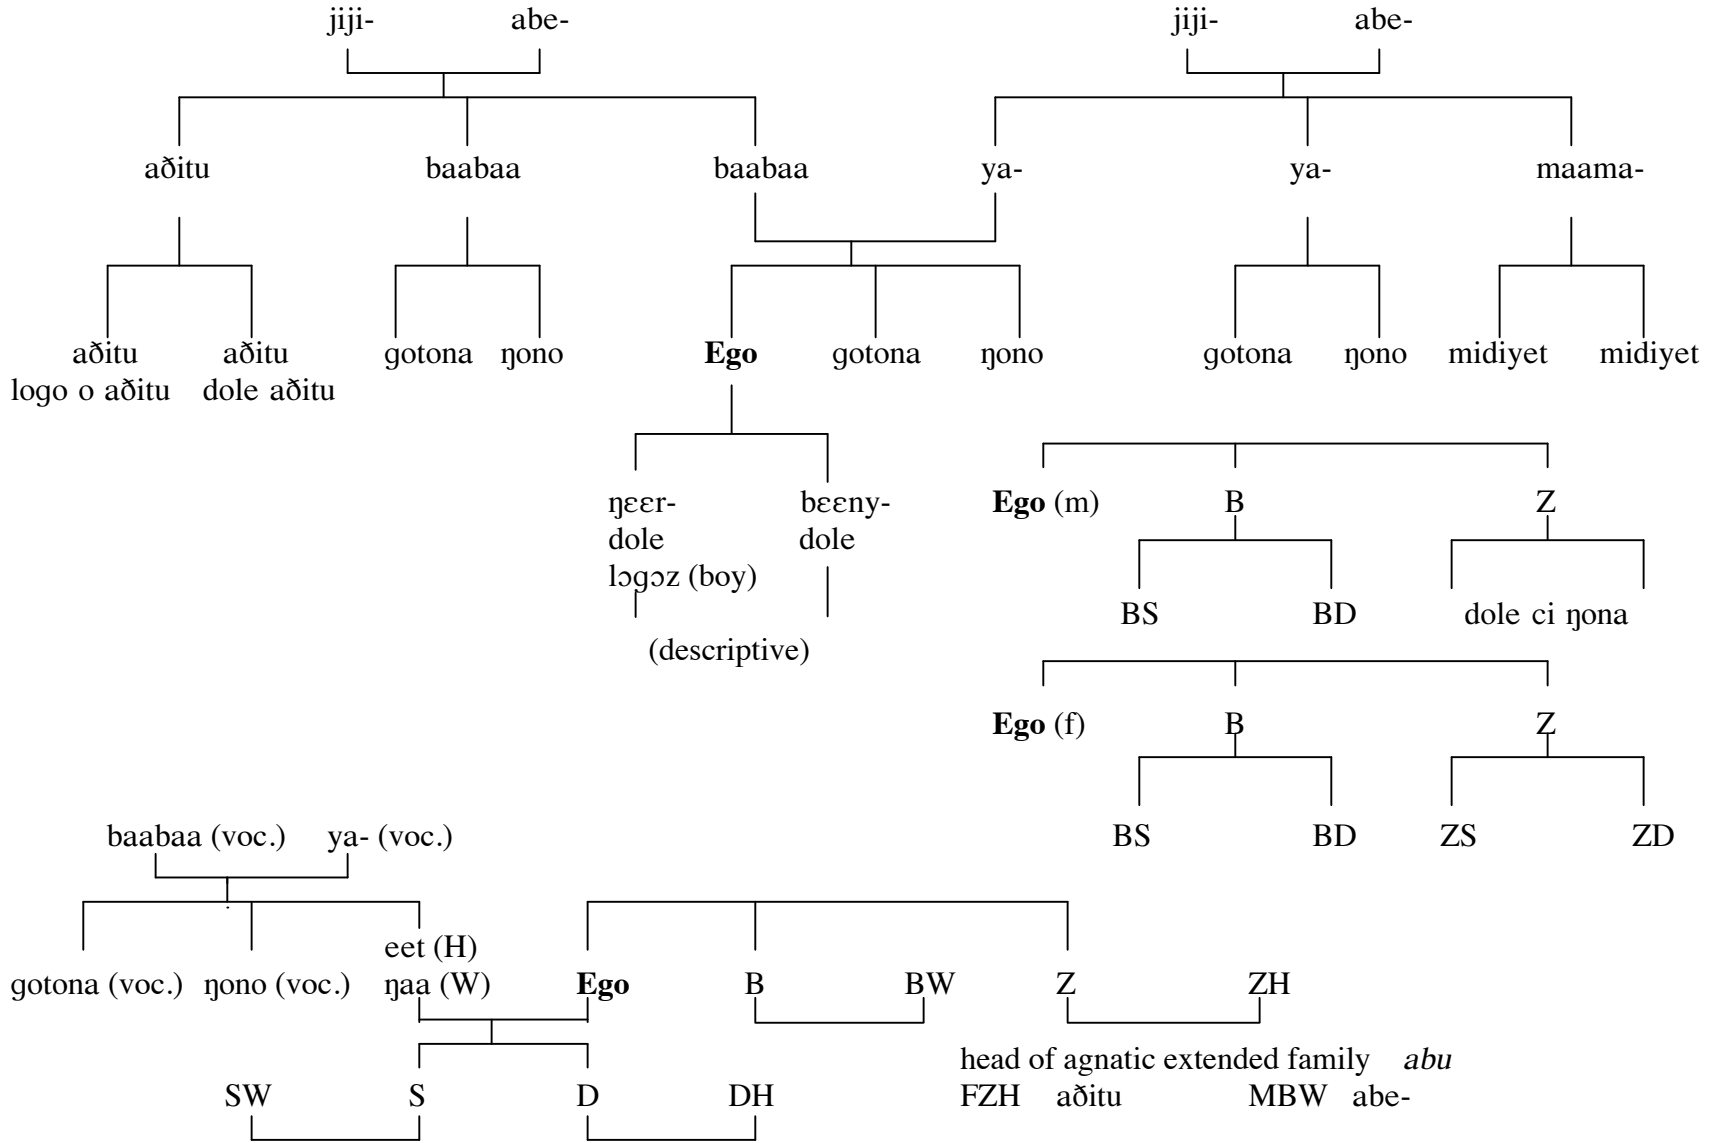 jiji- abe- jiji- abe-
aðitu baabaa baabaa ya- ya- maama-
aðitu aðitu gotona ŋono Ego gotona ŋono gotona ŋono midiyet midiyet
logo o aðitu dole aðitu
ŋɛɛr- bɛɛny- Ego (m) B Z
dole dole
lɔgɔz (boy)
BS BD dole ci ŋona
(descriptive)
Ego (f) B Z
baabaa (voc.) ya- (voc.) BS BD ZS ZD
eet (H)
gotona (voc.) ŋono (voc.) ŋaa (W) Ego B BW Z ZH
head of agnatic extended family abu
SW S D DH FZH aðitu MBW abe-